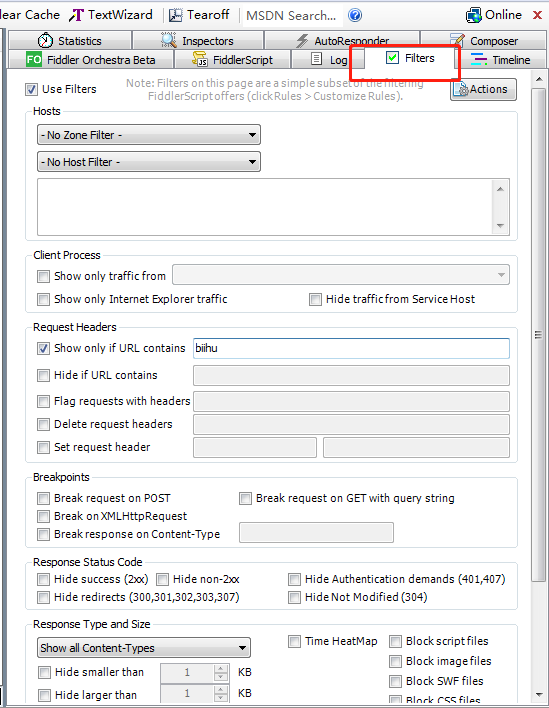 lear Cache TextWizard Tearoff MSDN Search... Online
Statistics Inspectors AutoResponder Composer
FO Fiddler Orchestra Beta JS FiddlerScript Log Filters Timeline
Use Filters
Note: Filters on this page are a simple subset of the filtering
FiddlerScript offers (click Rules > Customize Rules).
Actions
Hosts
- No Zone Filter -
- No Host Filter -
Client Process
Show only traffic from
Show only Internet Explorer traffic Hide traffic from Service Host
Request Headers
Show only if URL contains biihu
Hide if URL contains
Flag requests with headers
Delete request headers
Set request header
Breakpoints
Break request on POST Break request on GET with query string
Break on XMLHttpRequest
Break response on Content-Type
Response Status Code
Hide success (2xx) Hide non-2xx Hide Authentication demands (401,407)
Hide redirects (300,301,302,303,307) Hide Not Modified (304)
Response Type and Size
Show all Content-Types Time HeatMap Block script files
Block image files
Hide smaller than 1 KB
Block SWF files
Hide larger than 1 KB
Block CSS files